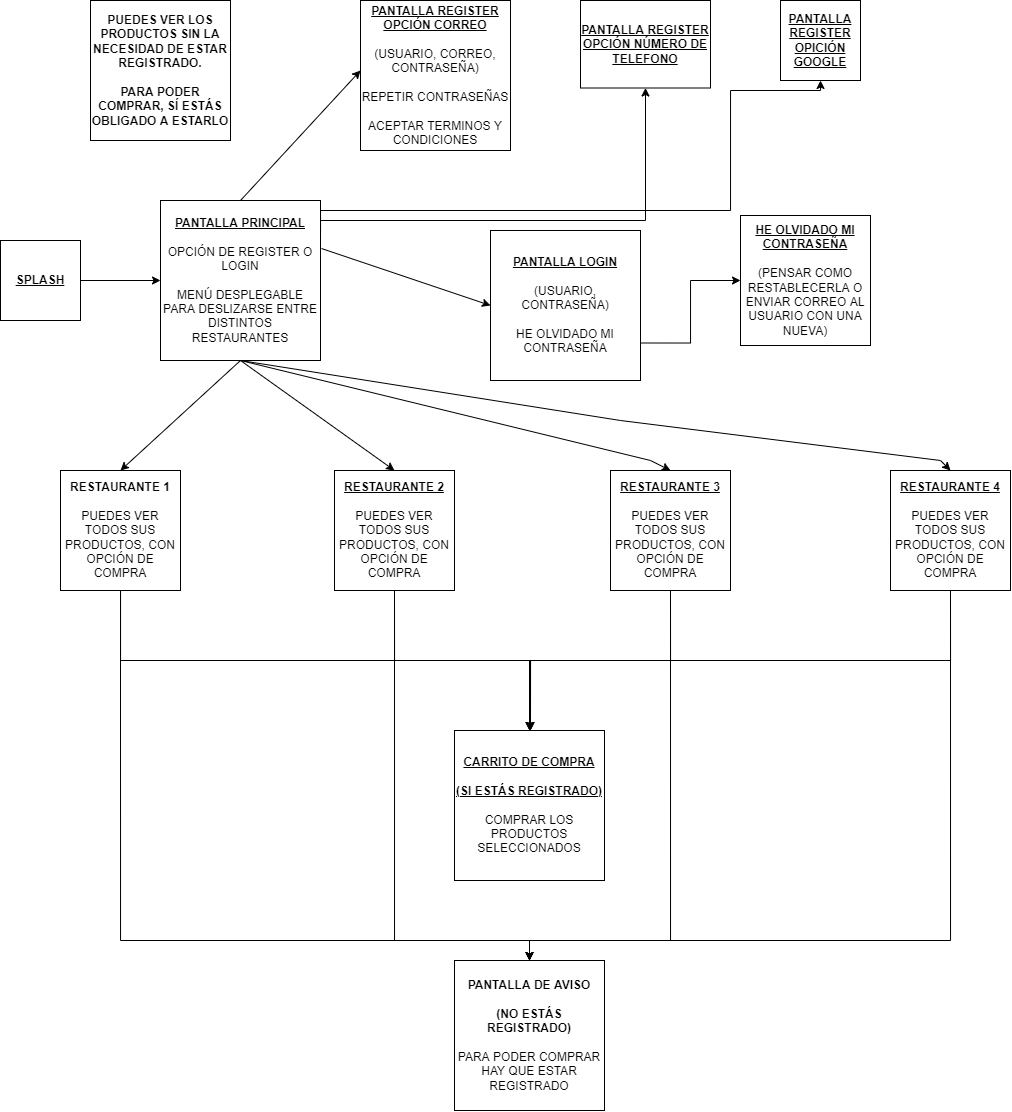 PUEDES VER LOS
PRODUCTOS SIN LA
NECESIDAD DE ESTAR
REGISTRADO.
PARA PODER
COMPRAR, SÍ ESTÁS
OBLIGADO A ESTARLO
PANTALLA REGISTER
OPCIÓN CORREO
(USUARIO, CORREO,
CONTRASEÑA)
REPETIR CONTRASEÑAS
ACEPTAR TERMINOS Y
CONDICIONES
PANTALLA REGISTER
OPCIÓN NÚMERO DE
TELEFONO
PANTALLA
REGISTER
OPICIÓN
GOOGLE
SPLASH
PANTALLA PRINCIPAL
OPCIÓN DE REGISTER O
LOGIN
MENÚ DESPLEGABLE
PARA DESLIZARSE ENTRE
DISTINTOS
RESTAURANTES
PANTALLA LOGIN
(USUARIO,
CONTRASEÑA)
HE OLVIDADO MI
CONTRASEÑA
HE OLVIDADO MI
CONTRASEÑA
(PENSAR COMO
RESTABLECERLA O
ENVIAR CORREO AL
USUARIO CON UNA
NUEVA)
RESTAURANTE 1
PUEDES VER
TODOS SUS
PRODUCTOS, CON
OPCIÓN DE
COMPRA
RESTAURANTE 2
PUEDES VER
TODOS SUS
PRODUCTOS, CON
OPCIÓN DE
COMPRA
RESTAURANTE 3
PUEDES VER
TODOS SUS
PRODUCTOS, CON
OPCIÓN DE
COMPRA
RESTAURANTE 4
PUEDES VER
TODOS SUS
PRODUCTOS, CON
OPCIÓN DE
COMPRA
CARRITO DE COMPRA
(SI ESTÁS REGISTRADO)
COMPRAR LOS
PRODUCTOS
SELECCIONADOS
PANTALLA DE AVISO
(NO ESTÁS
REGISTRADO)
PARA PODER COMPRAR
HAY QUE ESTAR
REGISTRADO